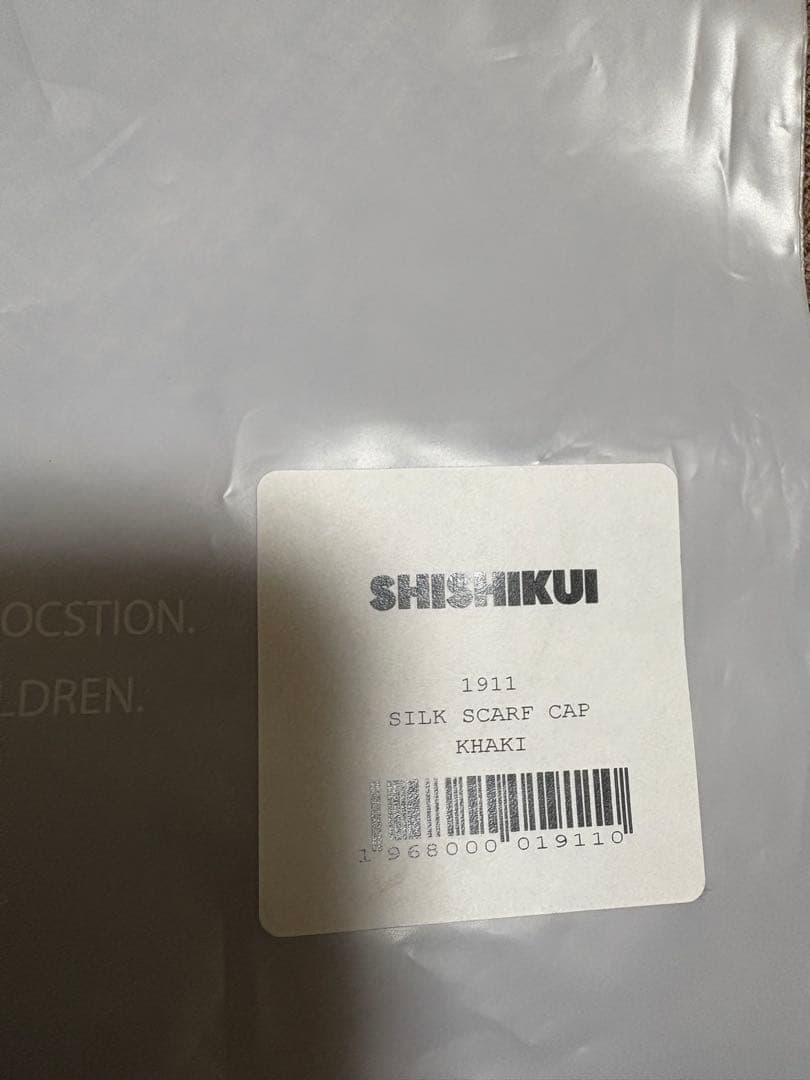 OCSTION.
LDREN.
SHISHIKUI
1911
SILK SCARF CAP
KHAKI
1 968000 019110